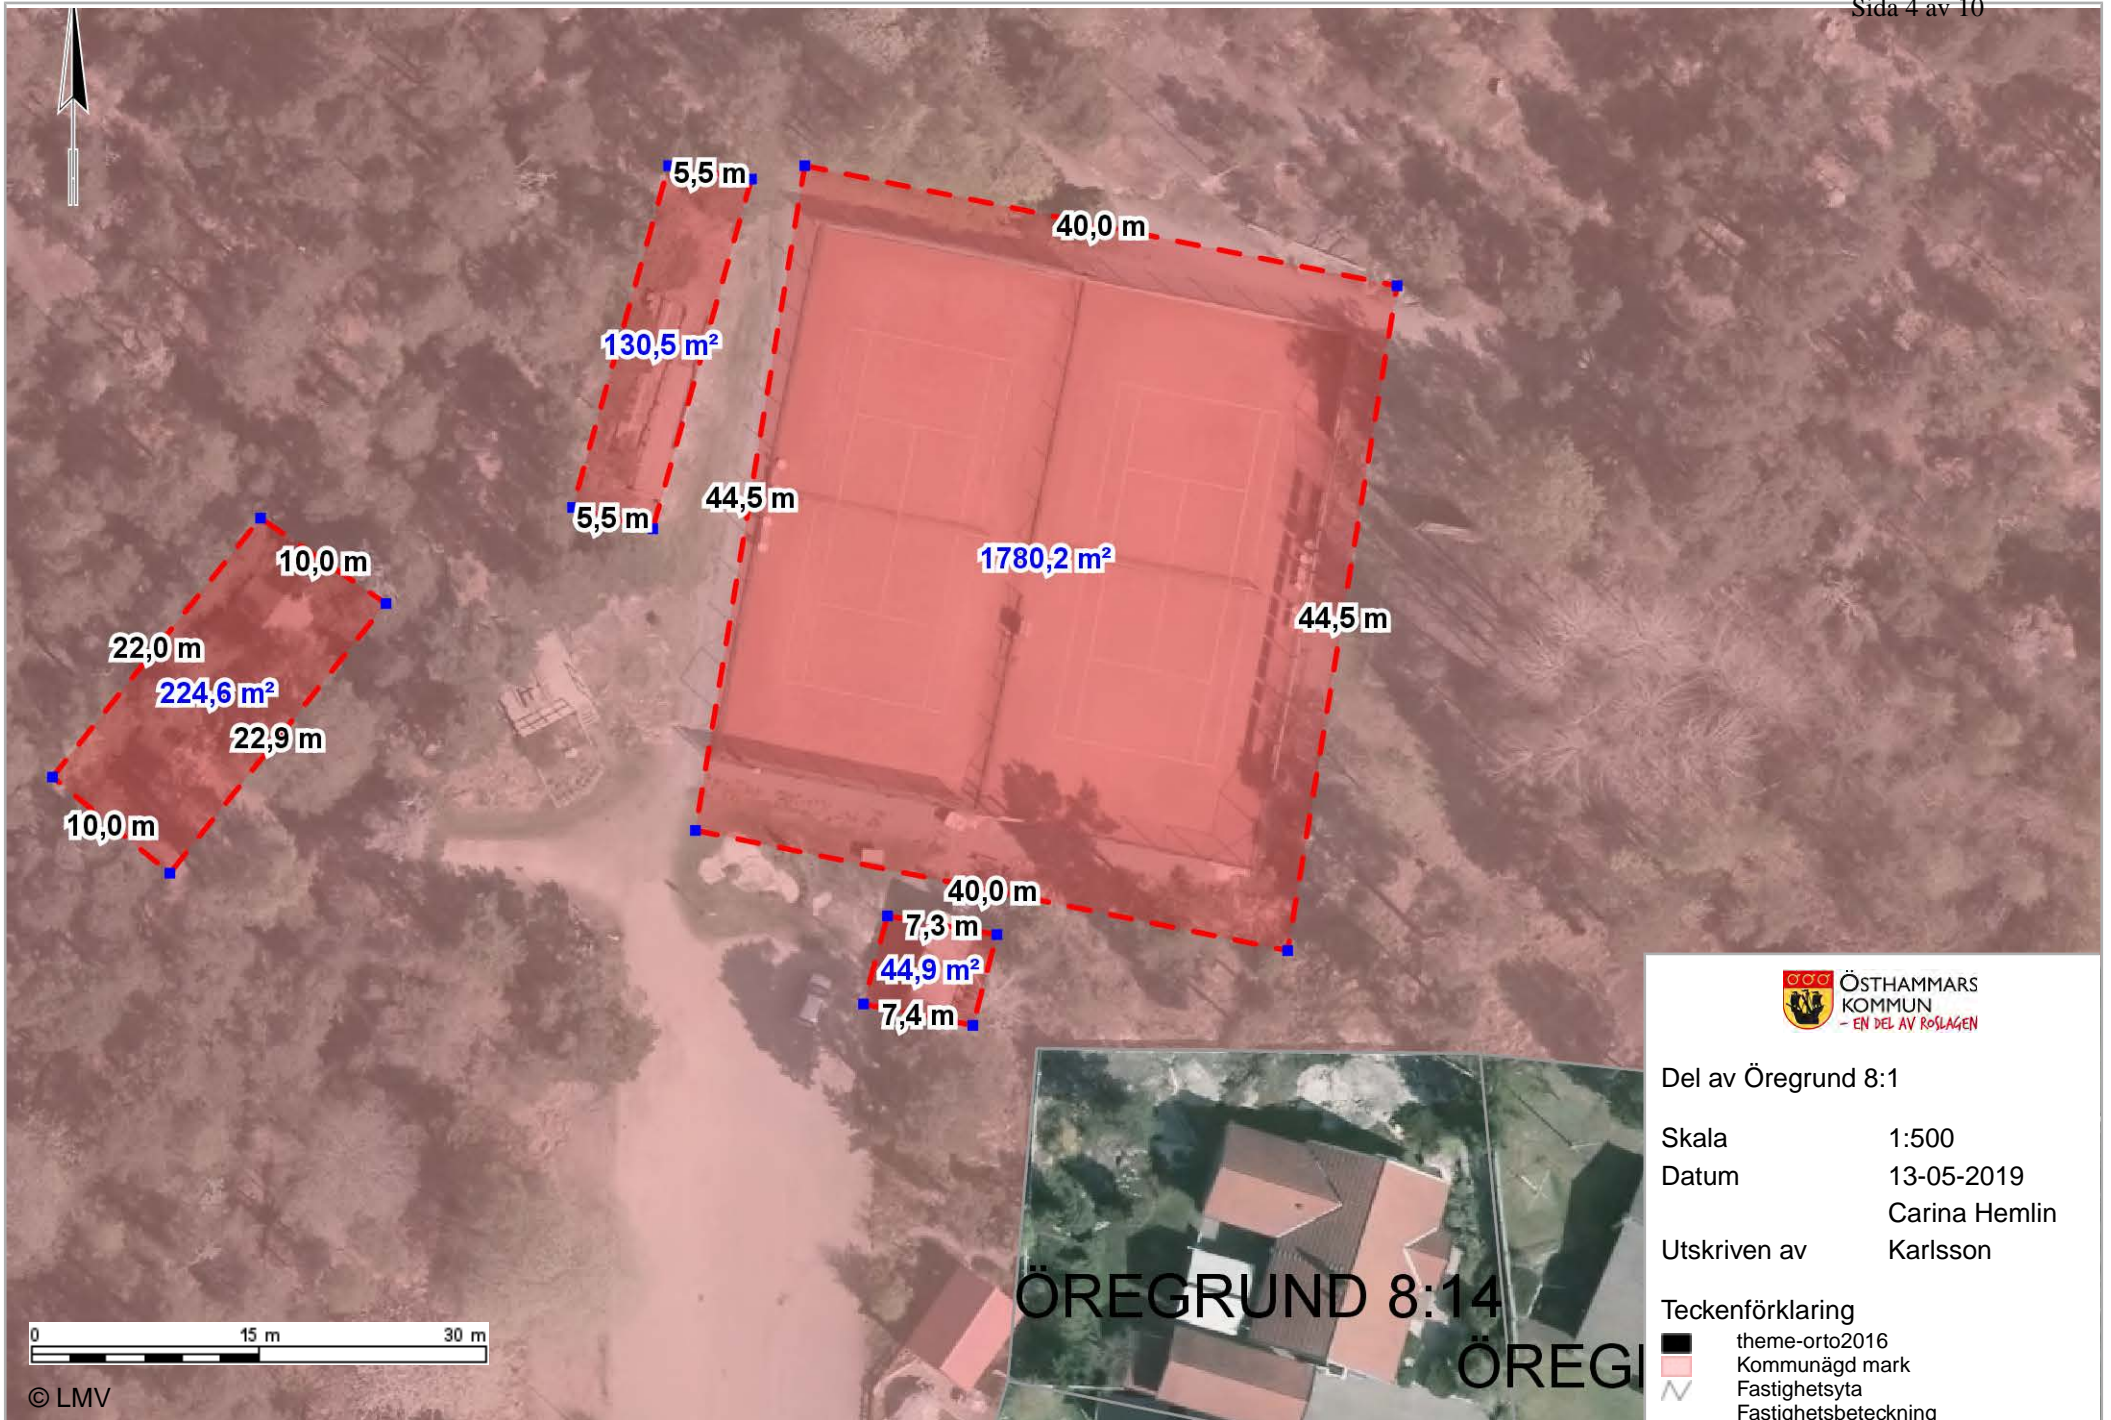 Sida 4 av 10
5,5 m
40,0 m
130,5 m²
5,5 m
44,5 m
10,0 m
1780,2 m²
44,5 m
22,0 m
224,6 m²
22,9 m
10,0 m
40,0 m
7,3 m
44,9 m²
7,4 m
ÖSTHAMMARS
KOMMUN
- EN DEL AV ROSLAGEN
Del av Öregrund 8:1
Skala 1:500
Datum 13-05-2019
Carina Hemlin
Utskriven av Karlsson
Teckenförklaring
theme-orto2016
Kommunägd mark
Fastighetsyta
Fastighetsbeteckning
ÖREGRUND 8:14
ÖREG
0 15 m 30 m
© LMV